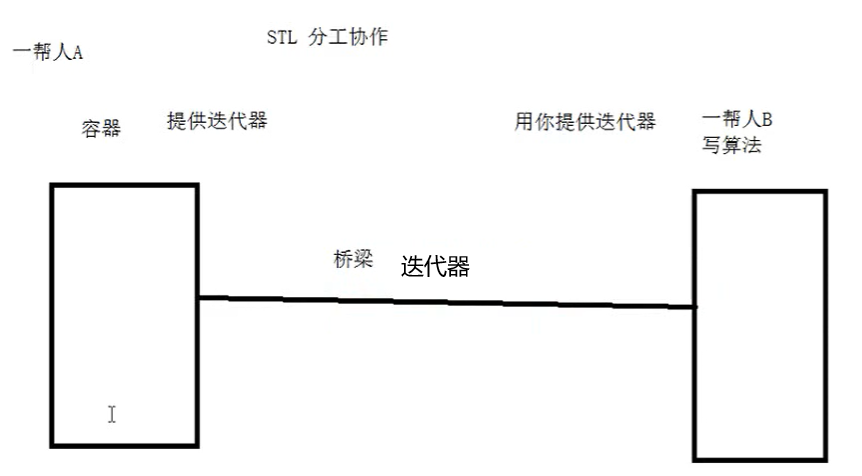 STL 分工协作
一帮人A
容器
提供迭代器
用你提供迭代器
一帮人B
写算法
桥梁
迭代器